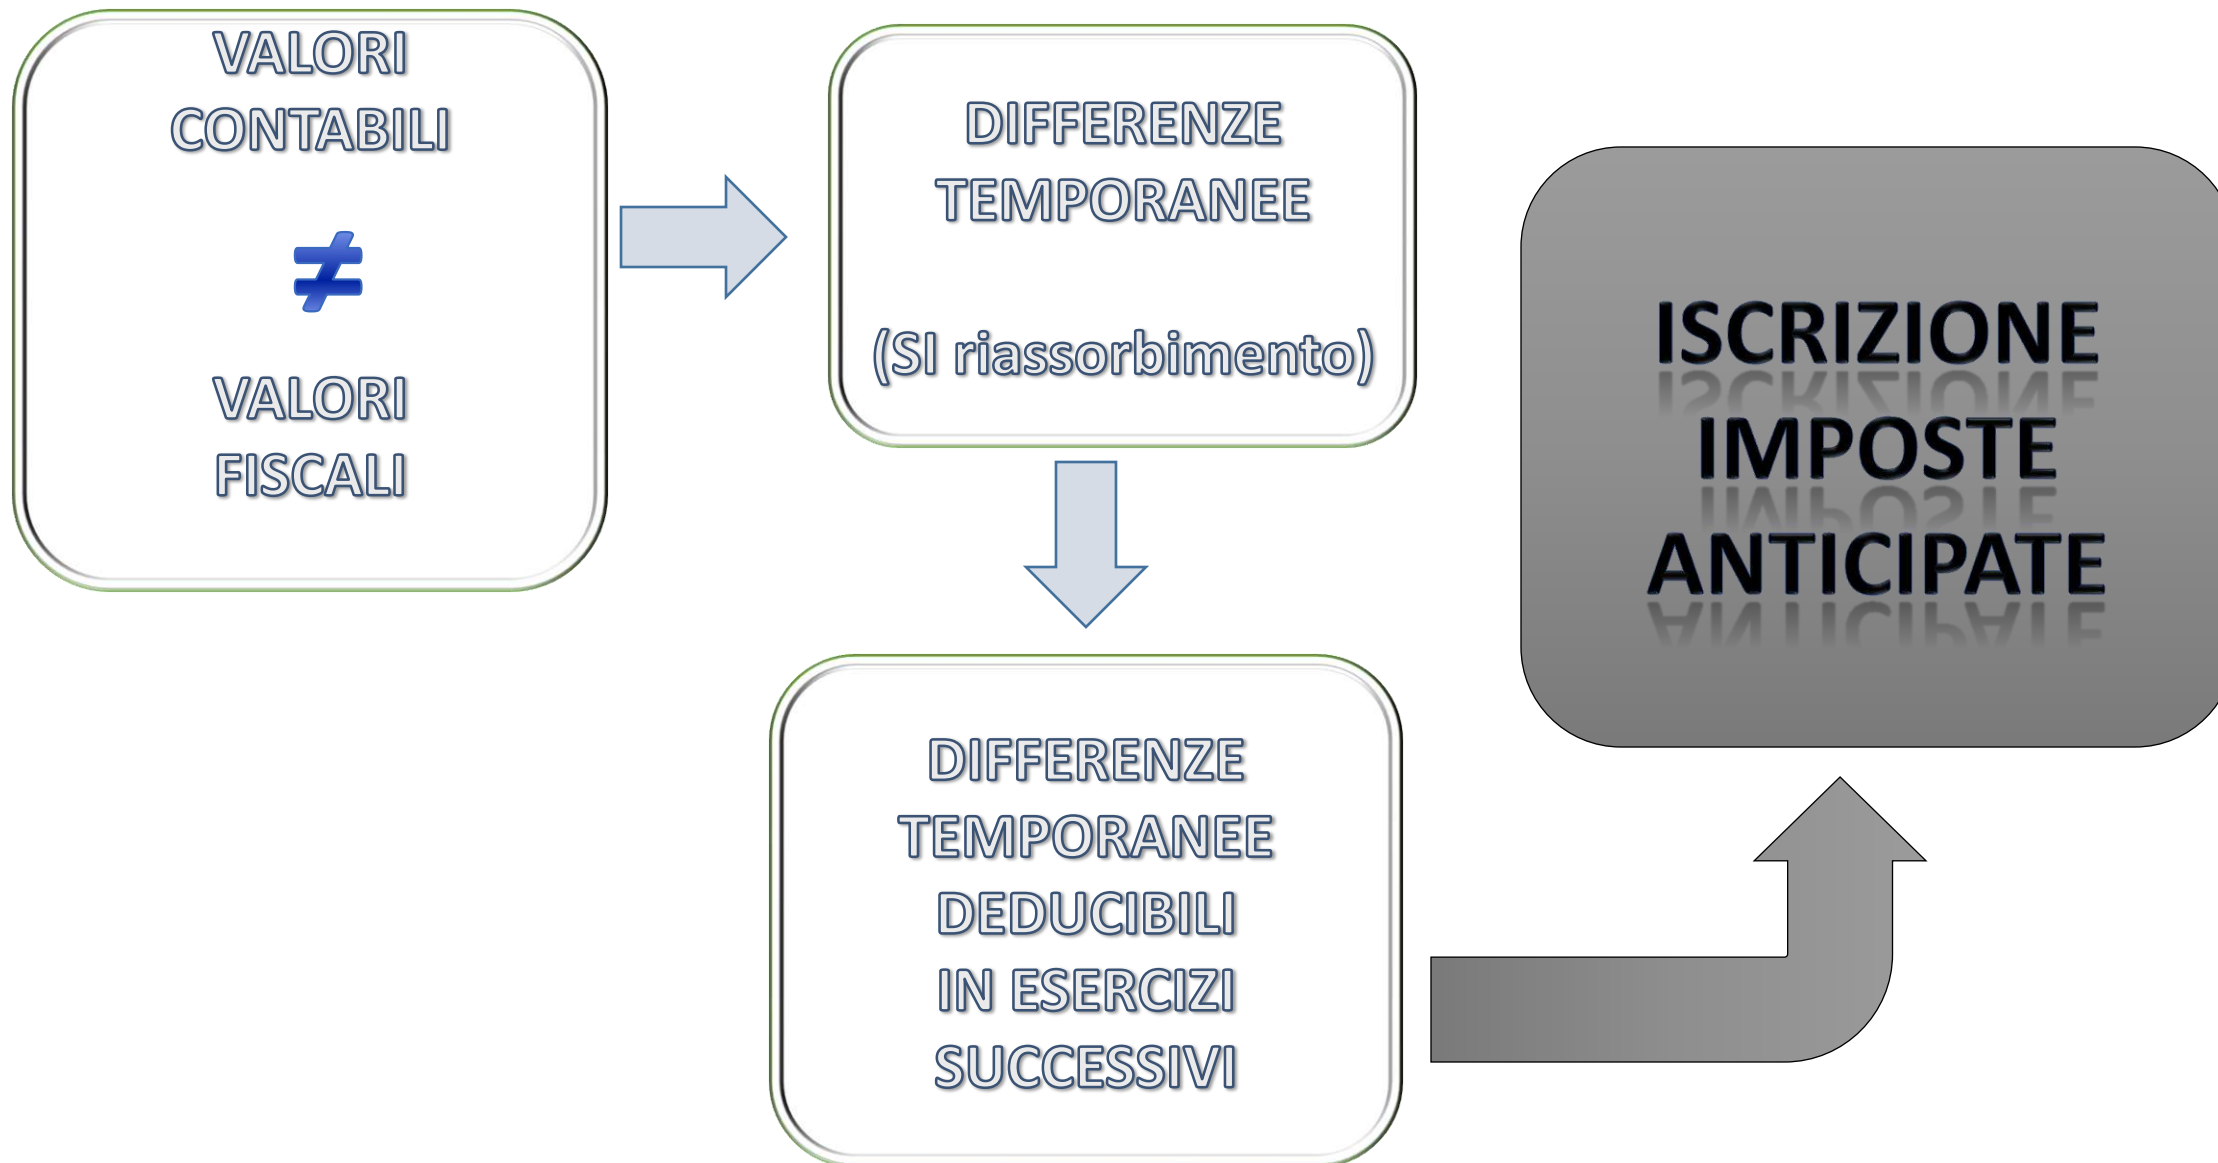 VALORI
CONTABILI
≠
VALORI
FISCALI
DIFFERENZE
TEMPORANEE
(SI riassorbimento)
DIFFERENZE
TEMPORANEE
DEDUCIBILI
IN ESERCIZI
SUCCESSIVI
ISCRIZIONE
IMPOSTE
ANTICIPATE